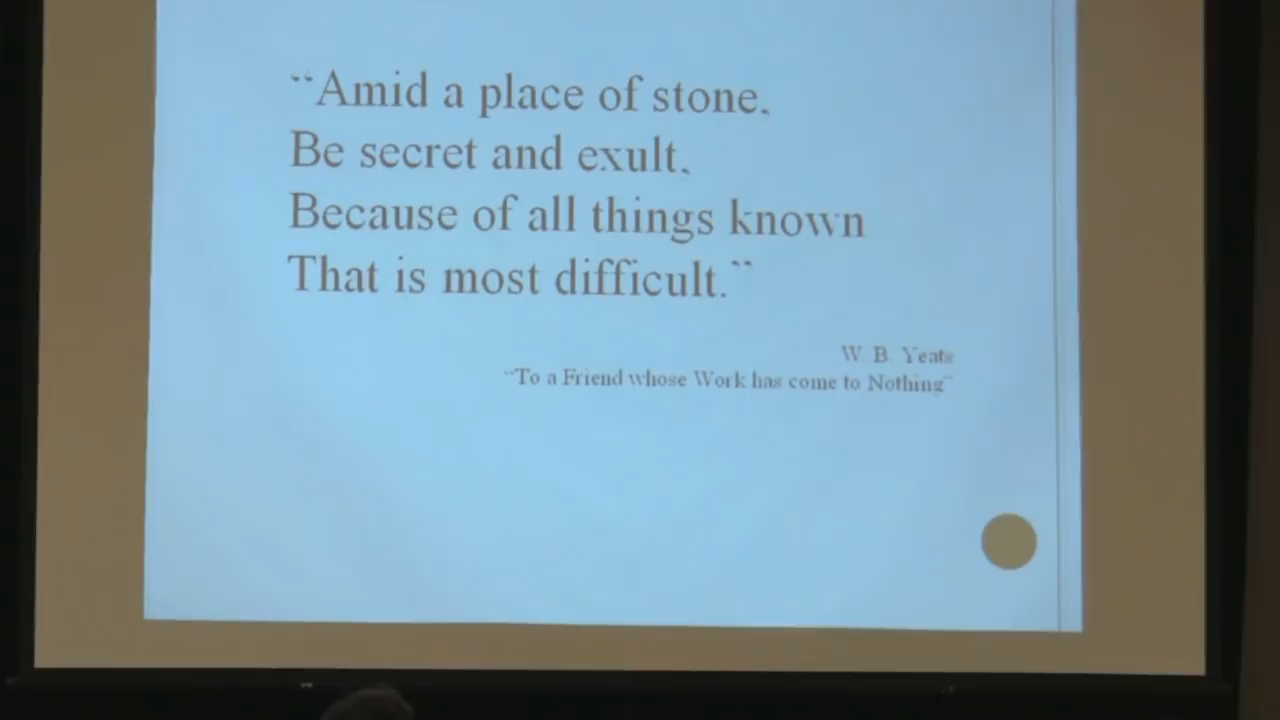 “Amid a place of stone,
Be secret and exult,
Because of all things known
That is most difficult.”
W. B. Yeats
“To a Friend whose Work has come to Nothing”